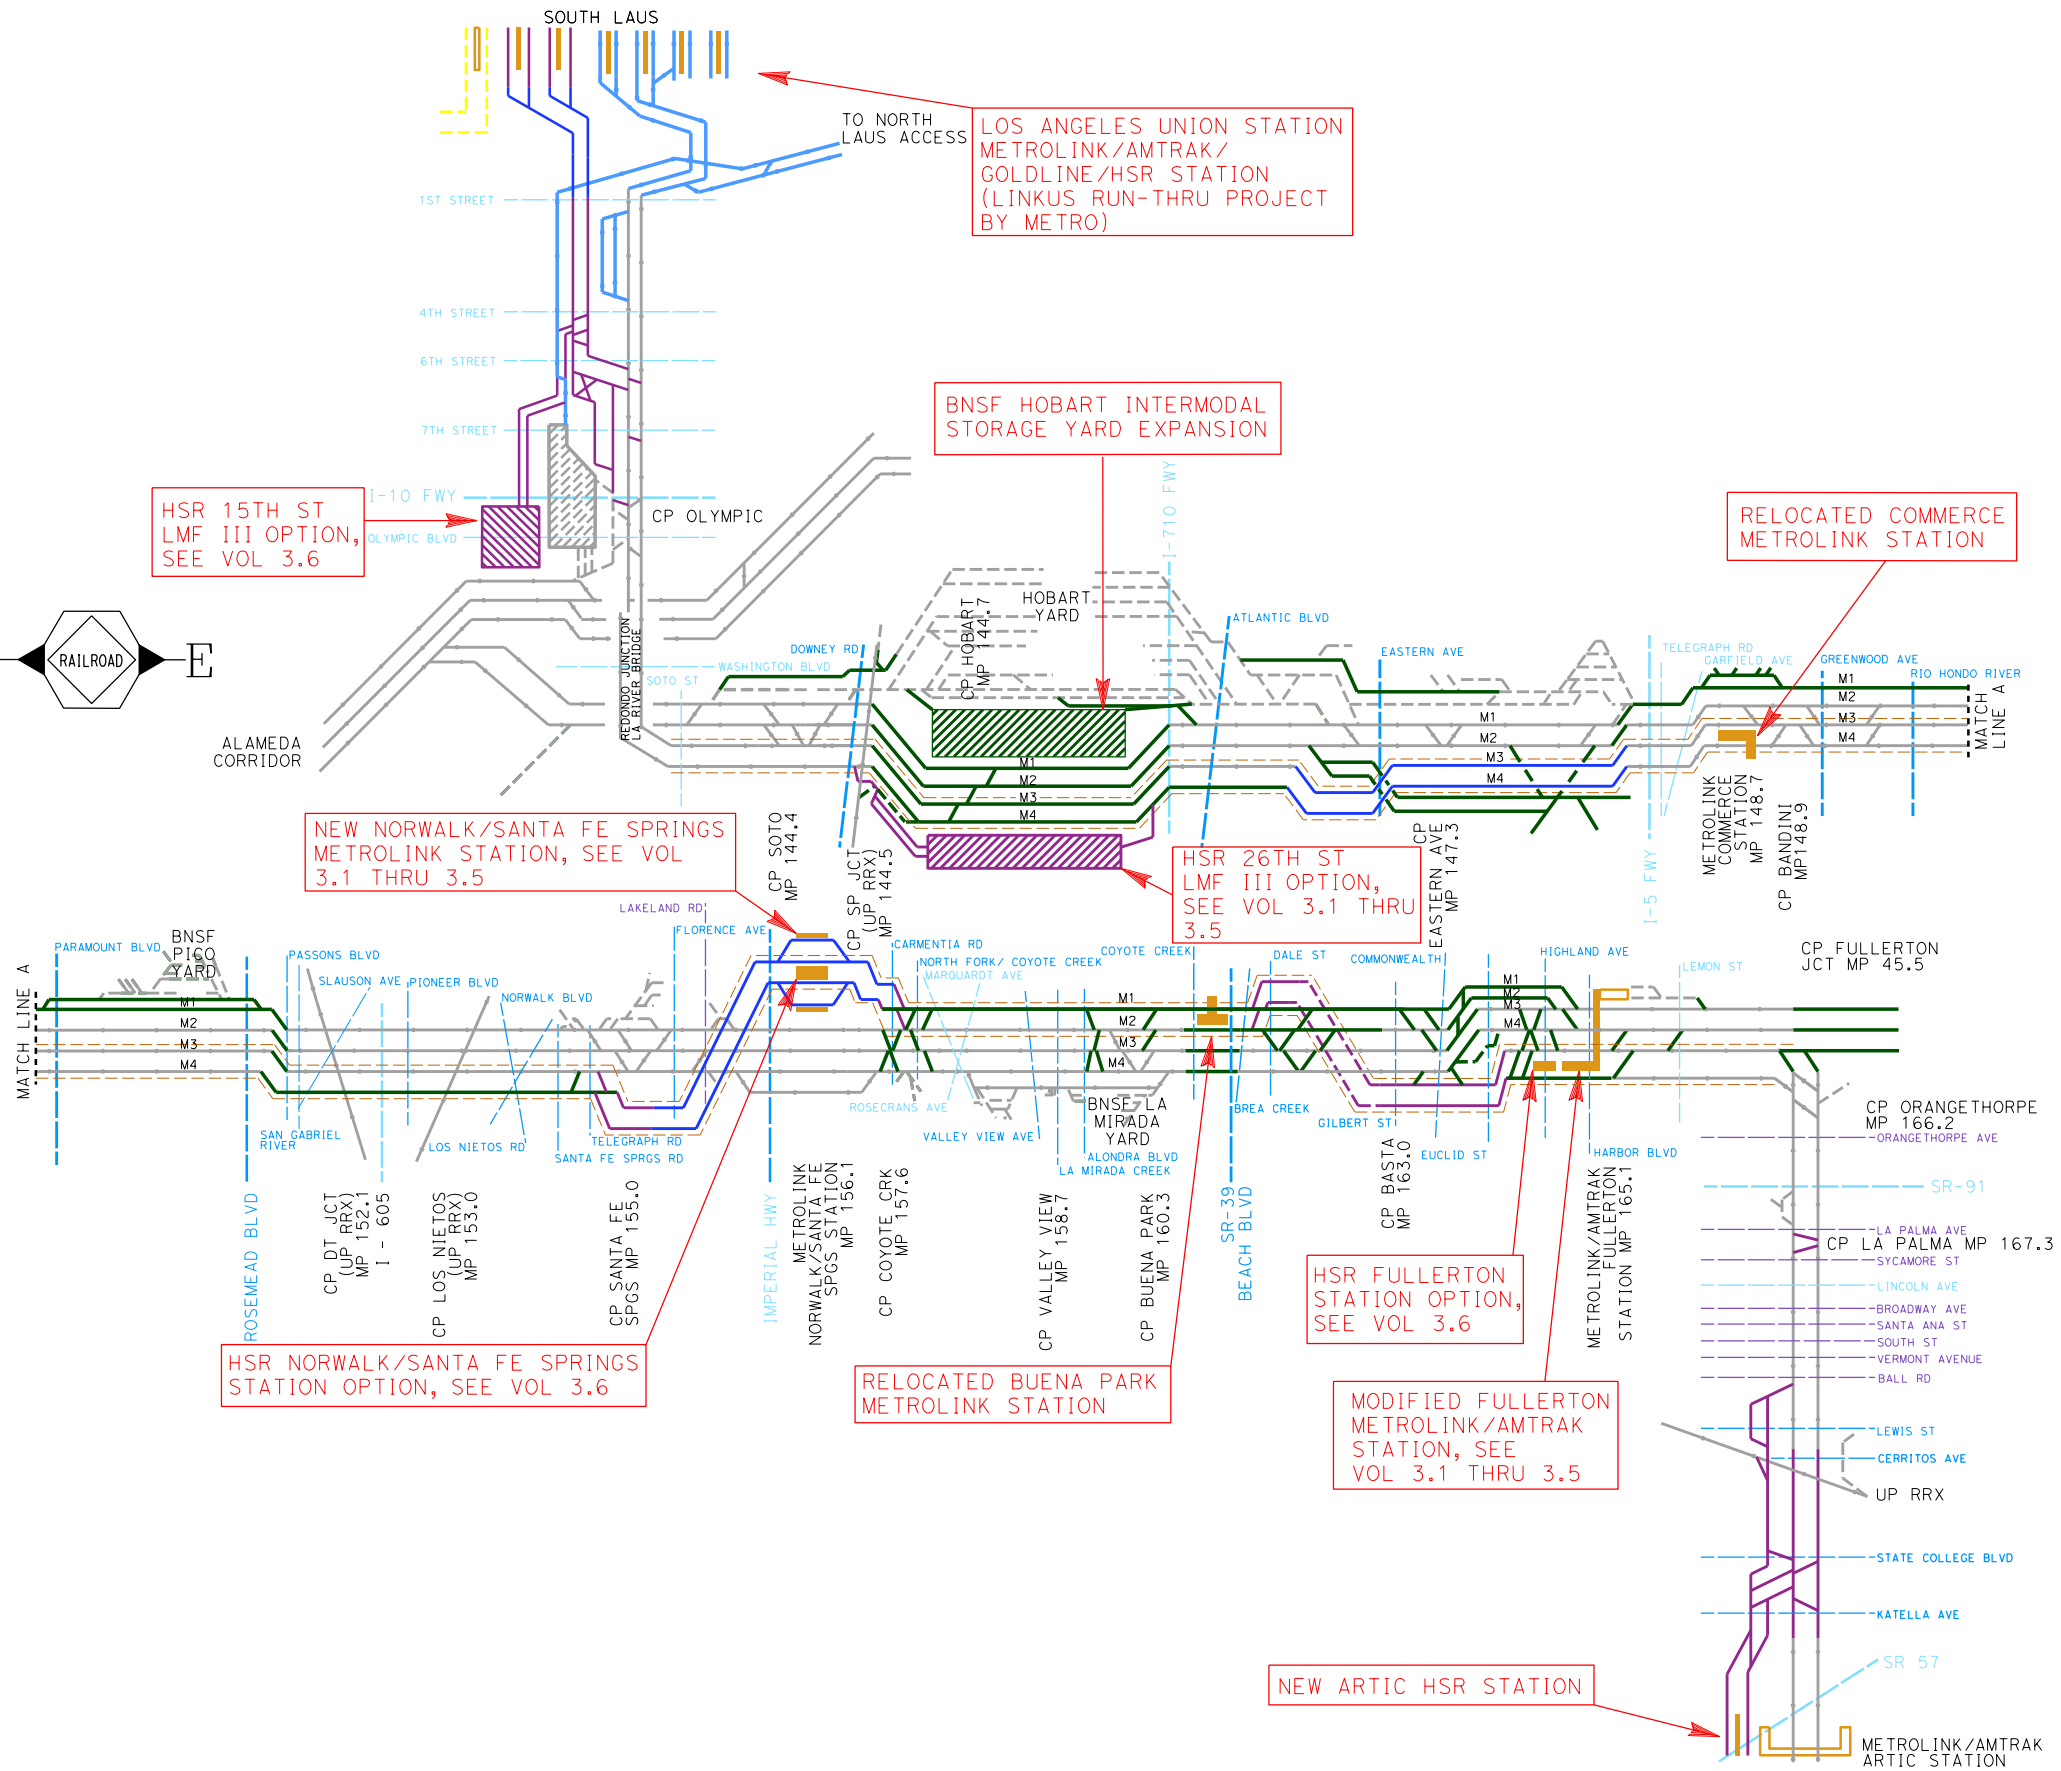 SOUTH LAUS
TO NORTH
LAUS ACCESS
LOS ANGELES UNION STATION
METROLINK/AMTRAK/
GOLDLINE/HSR STATION
(LINKUS RUN-THRU PROJECT
BY METRO)
1ST STREET
4TH STREET
6TH STREET
7TH STREET
I-10 FWY
OLYMPIC BLVD
CP OLYMPIC
HSR 15TH ST
LMF III OPTION,
SEE VOL 3.6
BNSF HOBART INTERMODAL
STORAGE YARD EXPANSION
RELOCATED COMMERCE
METROLINK STATION
RAILROAD
E
ALAMEDA
CORRIDOR
REDONDO JUNCTION
LA RIVER BRIDGE
WASHINGTON BLVD
SOTO ST
DOWNEY RD
CP HOBART
MP 144.7
HOBART
YARD
I-710 FWY
ATLANTIC BLVD
EASTERN AVE
TELEGRAPH RD
GARFIELD AVE
GREENWOOD AVE
RIO HONDO RIVER
M1
M2
M3
M4
M1
M2
M3
M4
M1
M2
M3
M4
MATCH
LINE A
CP SOTO
MP 144.4
CP SP JCT
(UP RRX)
MP 144.5
CP
EASTERN AVE
MP 147.3
I-5 FWY
METROLINK
COMMERCE
STATION
MP 148.7
CP BANDINI
MP148.9
NEW NORWALK/SANTA FE SPRINGS
METROLINK STATION, SEE VOL
3.1 THRU 3.5
HSR 26TH ST
LMF III OPTION,
SEE VOL 3.1 THRU
3.5
MATCH LINE A
PARAMOUNT BLVD
BNSF
PICO
YARD
PASSONS BLVD
SLAUSON AVE
PIONEER BLVD
NORWALK BLVD
LAKELAND RD
FLORENCE AVE
CARMENTIA RD
NORTH FORK/ COYOTE CREEK
MARQUARDT AVE
COYOTE CREEK
DALE ST
COMMONWEALTH
HIGHLAND AVE
LEMON ST
CP FULLERTON
JCT MP 45.5
M1
M2
M3
M4
M1
M2
M3
M4
M1
M2
M3
M4
SAN GABRIEL
RIVER
LOS NIETOS RD
TELEGRAPH RD
SANTA FE SPRGS RD
ROSECRANS AVE
VALLEY VIEW AVE
BNSF LA
MIRADA
YARD
ALONDRA BLVD
LA MIRADA CREEK
BREA CREEK
GILBERT ST
EUCLID ST
HARBOR BLVD
ROSEMEAD BLVD
CP DT JCT
(UP RRX)
MP 152.1
I - 605
CP LOS NIETOS
(UP RRX)
MP 153.0
CP SANTA FE
SPGS MP 155.0
IMPERIAL HWY
METROLINK
NORWALK/SANTA FE
SPGS STATION
MP 156.1
CP COYOTE CRK
MP 157.6
CP VALLEY VIEW
MP 158.7
CP BUENA PARK
MP 160.3
SR-39
BEACH BLVD
CP BASTA
MP 163.0
METROLINK/AMTRAK
FULLERTON
STATION MP 165.1
HSR NORWALK/SANTA FE SPRINGS
STATION OPTION, SEE VOL 3.6
RELOCATED BUENA PARK
METROLINK STATION
HSR FULLERTON
STATION OPTION,
SEE VOL 3.6
MODIFIED FULLERTON
METROLINK/AMTRAK
STATION, SEE
VOL 3.1 THRU 3.5
CP ORANGETHORPE
MP 166.2
ORANGETHORPE AVE
SR-91
LA PALMA AVE
CP LA PALMA MP 167.3
SYCAMORE ST
LINCOLN AVE
BROADWAY AVE
SANTA ANA ST
SOUTH ST
VERMONT AVENUE
BALL RD
LEWIS ST
CERRITOS AVE
UP RRX
STATE COLLEGE BLVD
KATELLA AVE
SR 57
NEW ARTIC HSR STATION
METROLINK/AMTRAK
ARTIC STATION